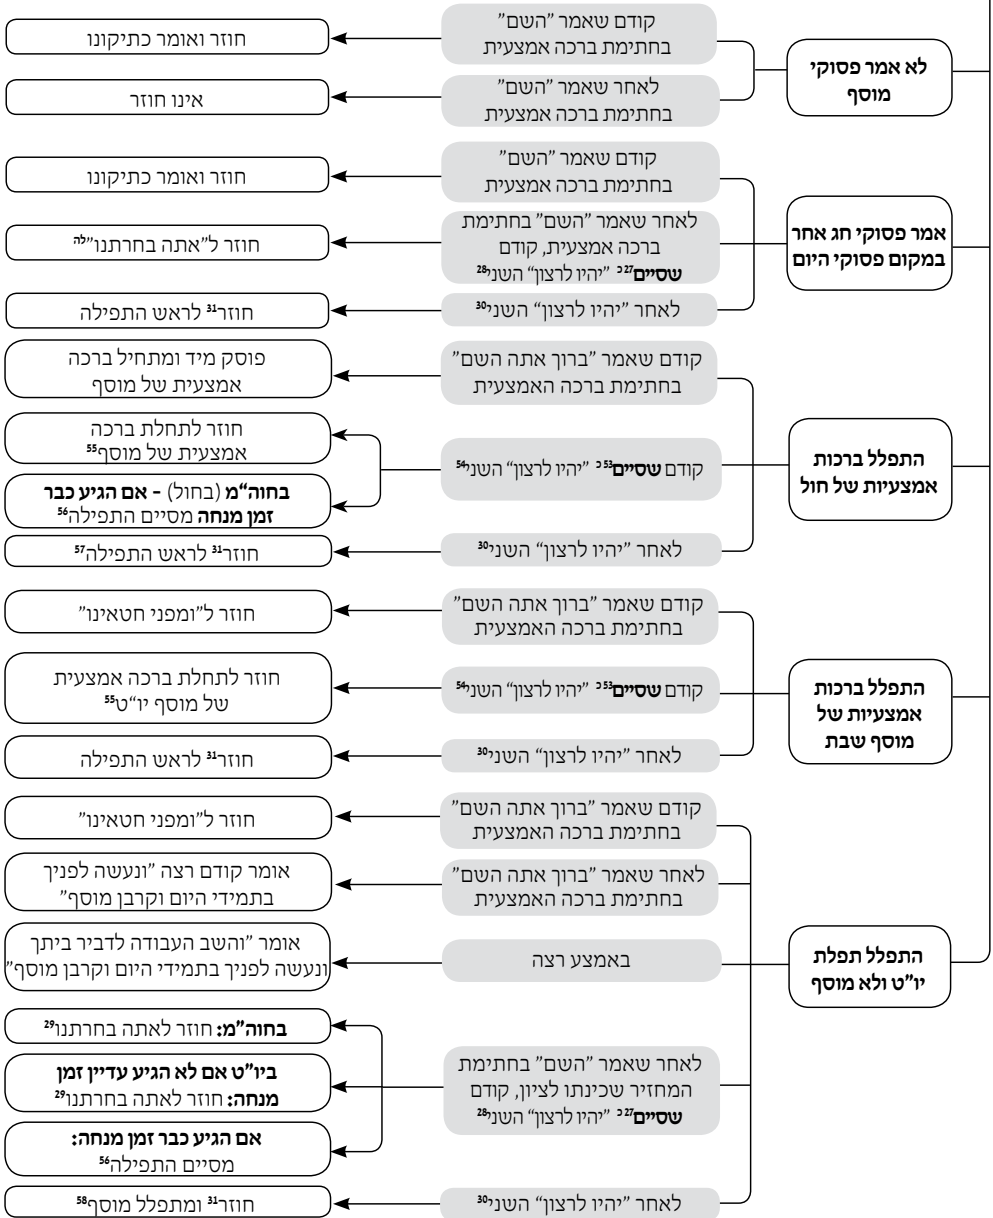 לא אמר פסוקי
מוסף
קודם שאמר "השם"
בחתימת ברכה אמצעית
חוזר ואומר כתיקונו
לאחר שאמר "השם"
בחתימת ברכה אמצעית
אינו חוזר
אמר פסוקי חג אחר
במקום פסוקי היום
קודם שאמר "השם"
בחתימת ברכה אמצעית
חוזר ואומר כתיקונו
לאחר שאמר "השם" בחתימת
ברכה אמצעית, קודם
שסיים27 כ "יהיו לרצון" השני28
חוזר ל"אתה בחרתנו"לה
לאחר "יהיו לרצון" השני30
חוזר31 לראש התפילה
התפלל ברכות
אמצעיות של חול
קודם שאמר "ברוך אתה השם"
בחתימת ברכה האמצעית
פוסק מיד ומתחיל ברכה
אמצעית של מוסף
קודם שסיים53 כ "יהיו לרצון" השני54
חוזר לתחלת ברכה
אמצעית של מוסף55
בחוה"מ (בחול) - אם הגיע כבר
זמן מנחה מסיים התפילה56
לאחר "יהיו לרצון" השני30
חוזר31 לראש התפילה57
התפלל ברכות
אמצעיות של
מוסף שבת
קודם שאמר "ברוך אתה השם"
בחתימת ברכה האמצעית
חוזר ל"ומפני חטאינו"
קודם שסיים53 כ "יהיו לרצון" השני54
חוזר לתחלת ברכה אמצעית
של מוסף יו"ט55
לאחר "יהיו לרצון" השני30
חוזר31 לראש התפילה
התפלל תפלת
יו"ט ולא מוסף
קודם שאמר "ברוך אתה השם"
בחתימת ברכה האמצעית
חוזר ל"ומפני חטאינו"
לאחר שאמר "ברוך אתה השם"
בחתימת ברכה האמצעית
אומר קודם רצה "ונעשה לפניך
בתמידי היום וקרבן מוסף"
באמצע רצה
אומר "והשב העבודה לדביר ביתך
ונעשה לפניך בתמידי היום וקרבן מוסף"
לאחר שאמר "השם" בחתימת
המחזיר שכינתו לציון, קודם
שסיים27 כ "יהיו לרצון" השני28
בחוה"מ: חוזר לאתה בחרתנו29
ביו"ט אם לא הגיע עדיין זמן
מנחה: חוזר לאתה בחרתנו29
אם הגיע כבר זמן מנחה:
מסיים התפילה56
לאחר "יהיו לרצון" השני30
חוזר31 ומתפלל מוסף58